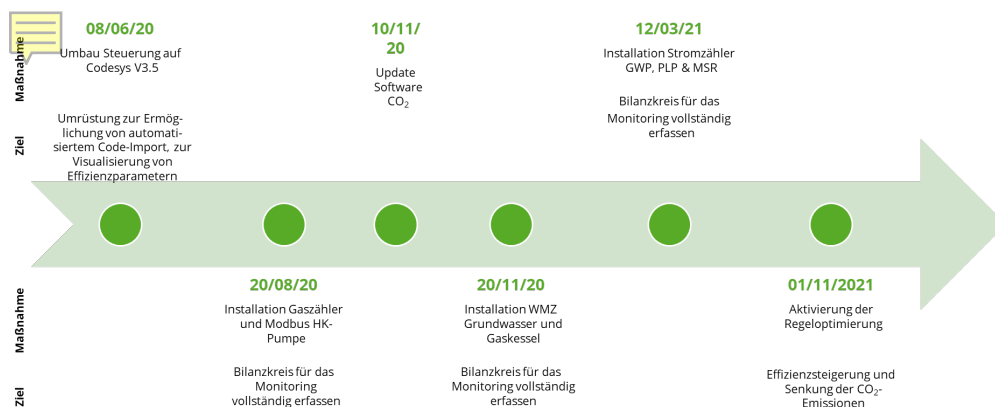 08/06/20
Umbau Steuerung auf
Codesys V3.5
Umrüstung zur Ermög-
lichung von automati-
siertem Code-Import, zur
Visualisierung von
Effizienzparametern
10/11/
20
Update
Software
CO₂
12/03/21
Installation Stromzähler
GWP, PLP & MSR
Bilanzkreis für das
Monitoring vollständig
erfassen
Maßnahme
Ziel
20/08/20
Installation Gaszähler
und Modbus HK-
Pumpe
Bilanzkreis für das
Monitoring
vollständig erfassen
20/11/20
Installation WMZ
Grundwasser und
Gaskessel
Bilanzkreis für das
Monitoring vollständig
erfassen
01/11/2021
Aktivierung der
Regeloptimierung
Effizienzsteigerung und
Senkung der CO₂-
Emissionen
Maßnahme
Ziel